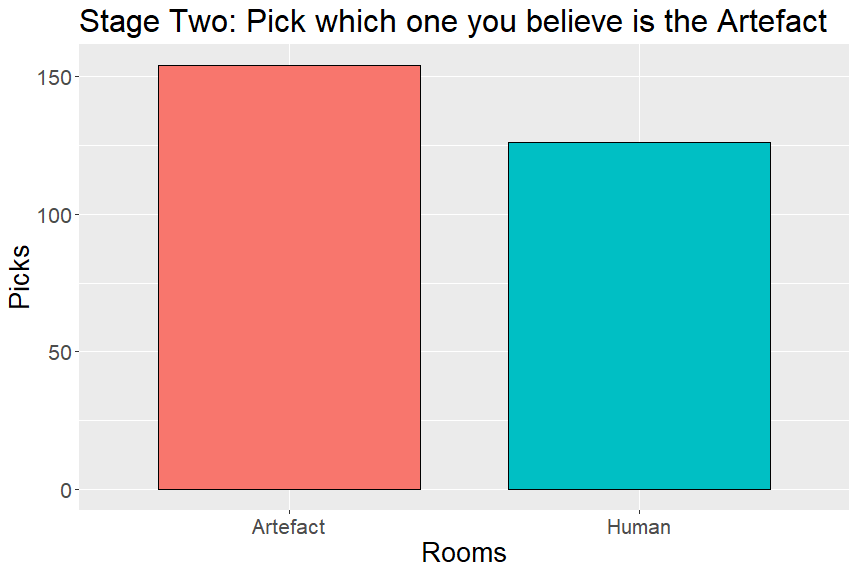 Stage Two: Pick which one you believe is the Artefact
150
100
50
0
Picks
Artefact Human
Rooms